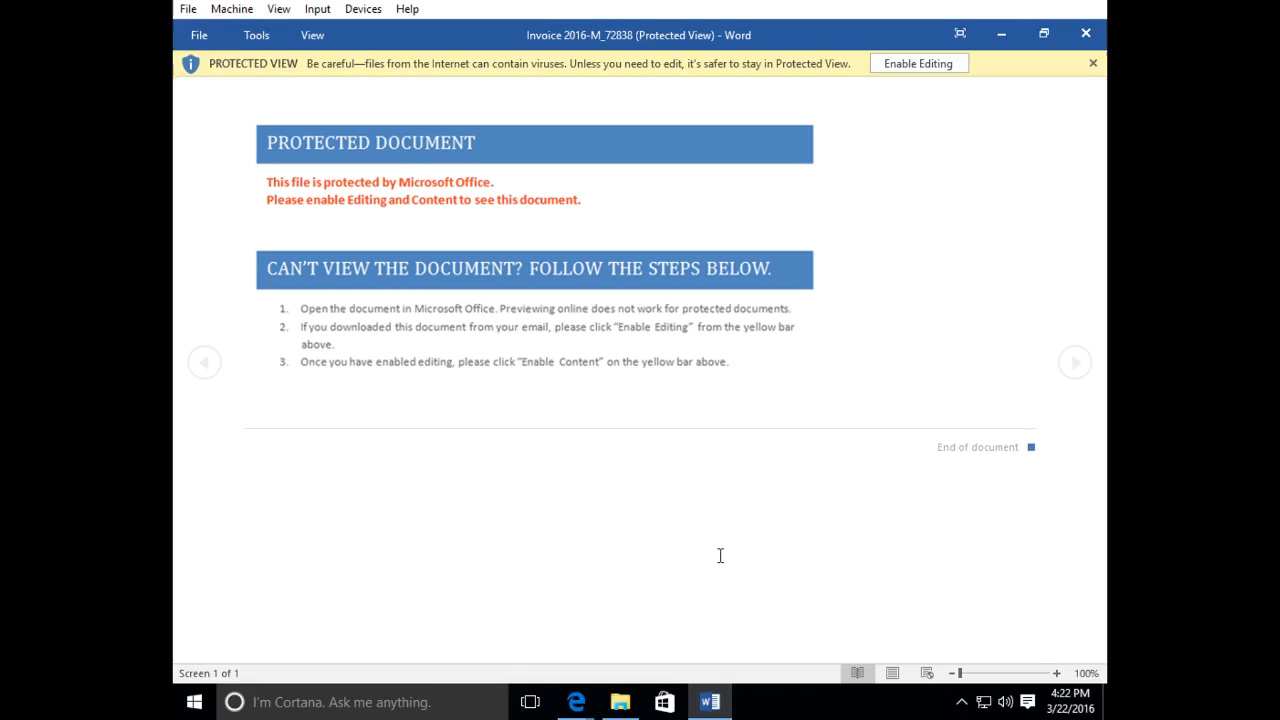 File Machine View Input Devices Help
File Tools View Invoice 2016-M_72838 (Protected View) - Word
PROTECTED VIEW Be careful—files from the Internet can contain viruses. Unless you need to edit, it's safer to stay in Protected View. Enable Editing
PROTECTED DOCUMENT
This file is protected by Microsoft Office.
Please enable Editing and Content to see this document.
CAN'T VIEW THE DOCUMENT? FOLLOW THE STEPS BELOW.
1. Open the document in Microsoft Office. Previewing online does not work for protected documents.
2. If you downloaded this document from your email, please click "Enable Editing" from the yellow bar
above.
3. Once you have enabled editing, please click "Enable Content" on the yellow bar above.
End of document
Screen 1 of 1 100%
I'm Cortana. Ask me anything. 4:22 PM
3/22/2016